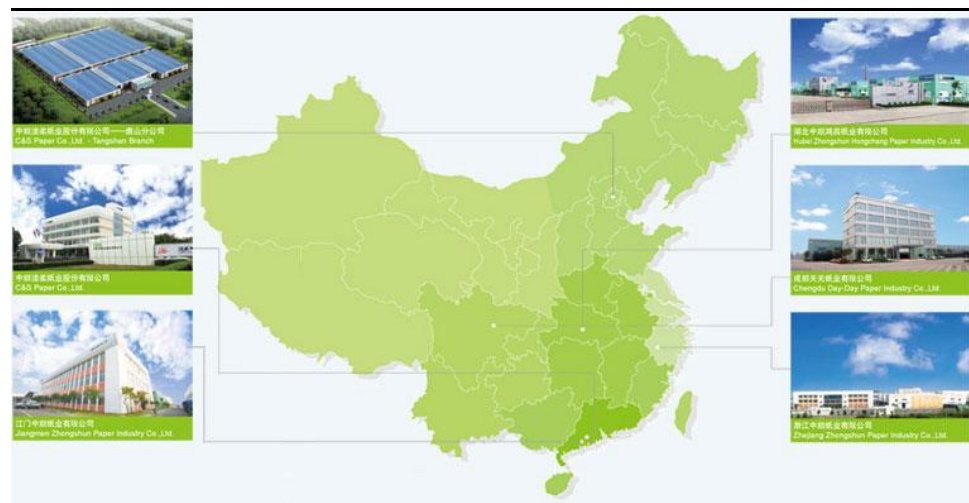 中顺洁柔纸业股份有限公司——唐山分公司
C&S Paper Co.,Ltd. - Tangshan Branch
中顺洁柔纸业股份有限公司
C&S Paper Co.,Ltd.
江门中顺纸业有限公司
Jiangmen Zhongshun Paper Industry Co.,Ltd.
湖北中顺鸿昌纸业有限公司
Hubei Zhongshun Hongchang Paper Industry Co.,Ltd.
成都天天纸业有限公司
Chengdu Day-Day Paper Industry Co.,Ltd.
浙江中顺纸业有限公司
Zhejiang Zhongshun Paper Industry Co.,Ltd.